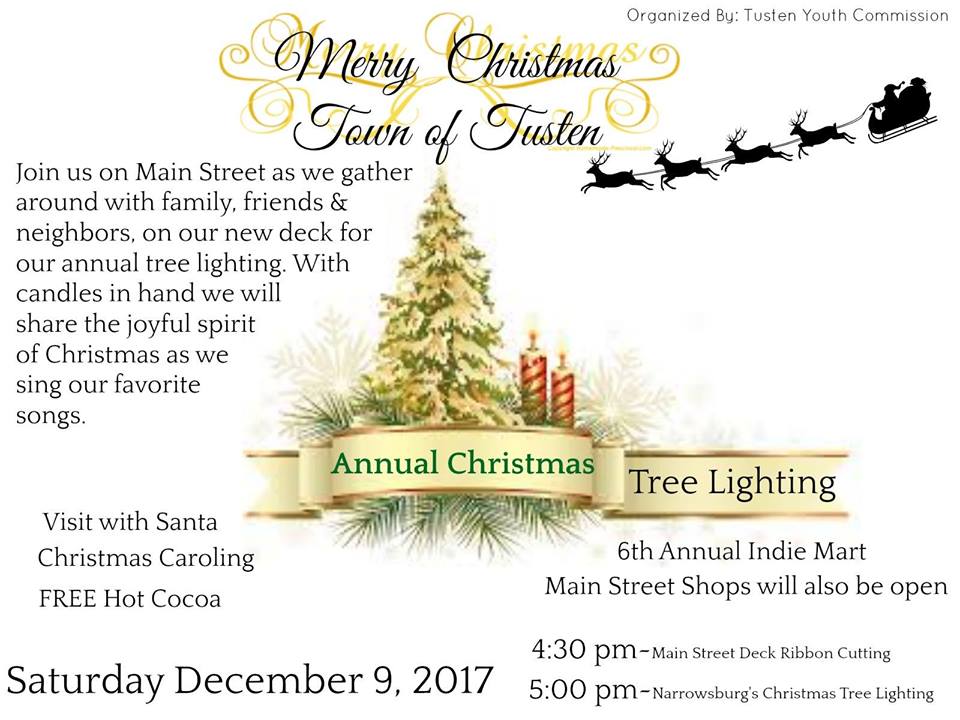 Organized By: Tusten Youth Commission
Merry Christmas
Merry Christmas
Town of Tusten
Join us on Main Street as we gather
around with family, friends &
neighbors, on our new deck for
our annual tree lighting. With
candles in hand we will
share the joyful spirit
of Christmas as we
sing our favorite
songs.
Annual Christmas
Tree Lighting
Visit with Santa
Christmas Caroling
FREE Hot Cocoa
6th Annual Indie Mart
Main Street Shops will also be open
Saturday December 9, 2017
4:30 pm-Main Street Deck Ribbon Cutting
5:00 pm-Narrowsburg's Christmas Tree Lighting